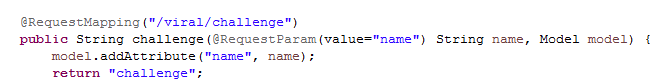 @RequestMapping("/viral/challenge")
public String challenge(@RequestParam(value="name") String name, Model model) {
model.addAttribute("name", name);
return "challenge";